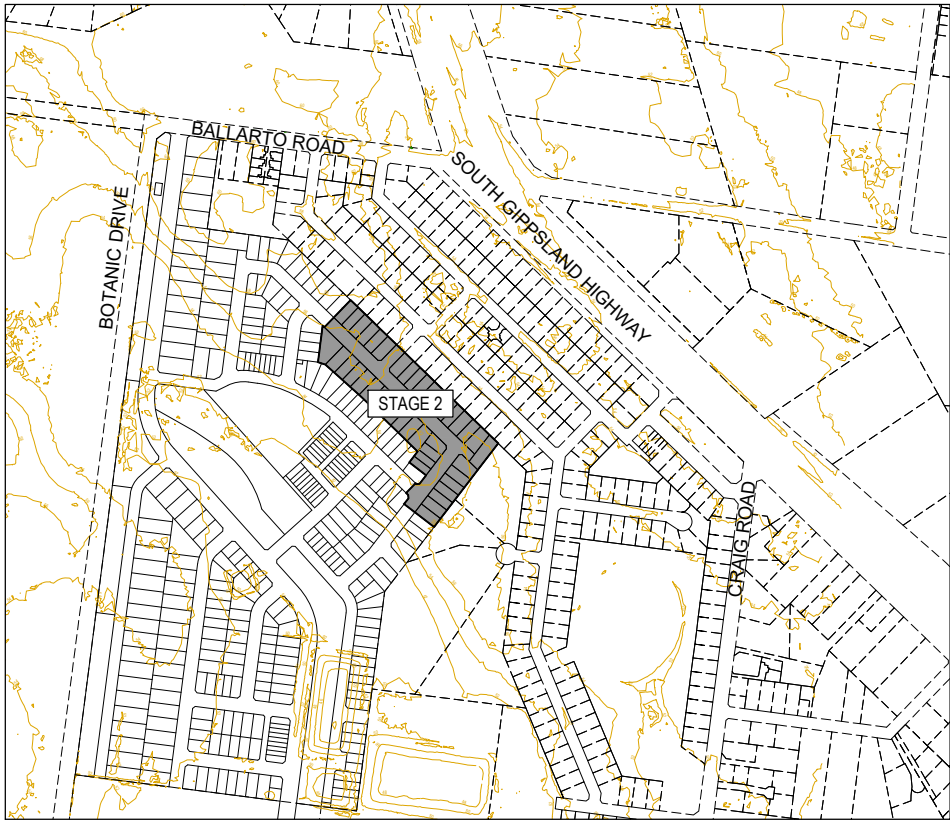 BALLARTO ROAD
SOUTH GIPPSLAND HIGHWAY
BOTANIC DRIVE
STAGE 2
CRAIG ROAD